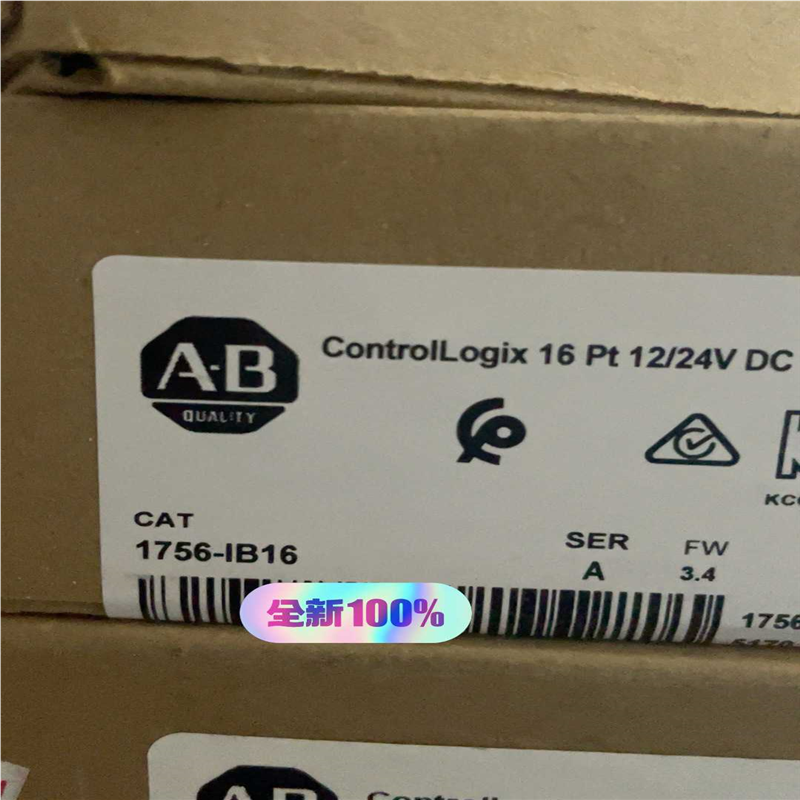 A-B
QUALITY
ControlLogix 16 Pt 12/24V DC
CAT
1756-IB16
SER
A
FW
3.4
全新100%
1756
A-B